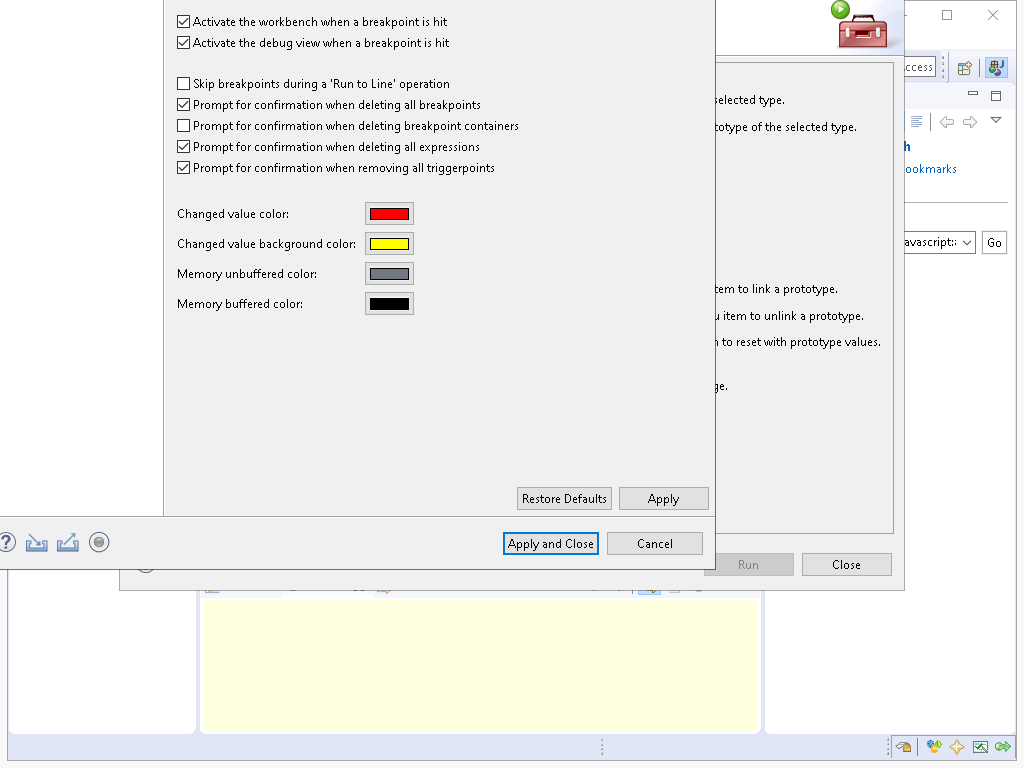 Activate the workbench when a breakpoint is hit
Activate the debug view when a breakpoint is hit
Skip breakpoints during a 'Run to Line' operation
Prompt for confirmation when deleting all breakpoints
Prompt for confirmation when deleting breakpoint containers
Prompt for confirmation when deleting all expressions
Prompt for confirmation when removing all triggerpoints
Changed value color:
Changed value background color:
Memory unbuffered color:
Memory buffered color:
Restore Defaults
Apply
Apply and Close
Cancel
selected type.
totype of the selected type.
tem to link a prototype.
item to unlink a prototype.
to reset with prototype values.
ge.
Run
Close
ccess
h
ookmarks
avascript:
Go